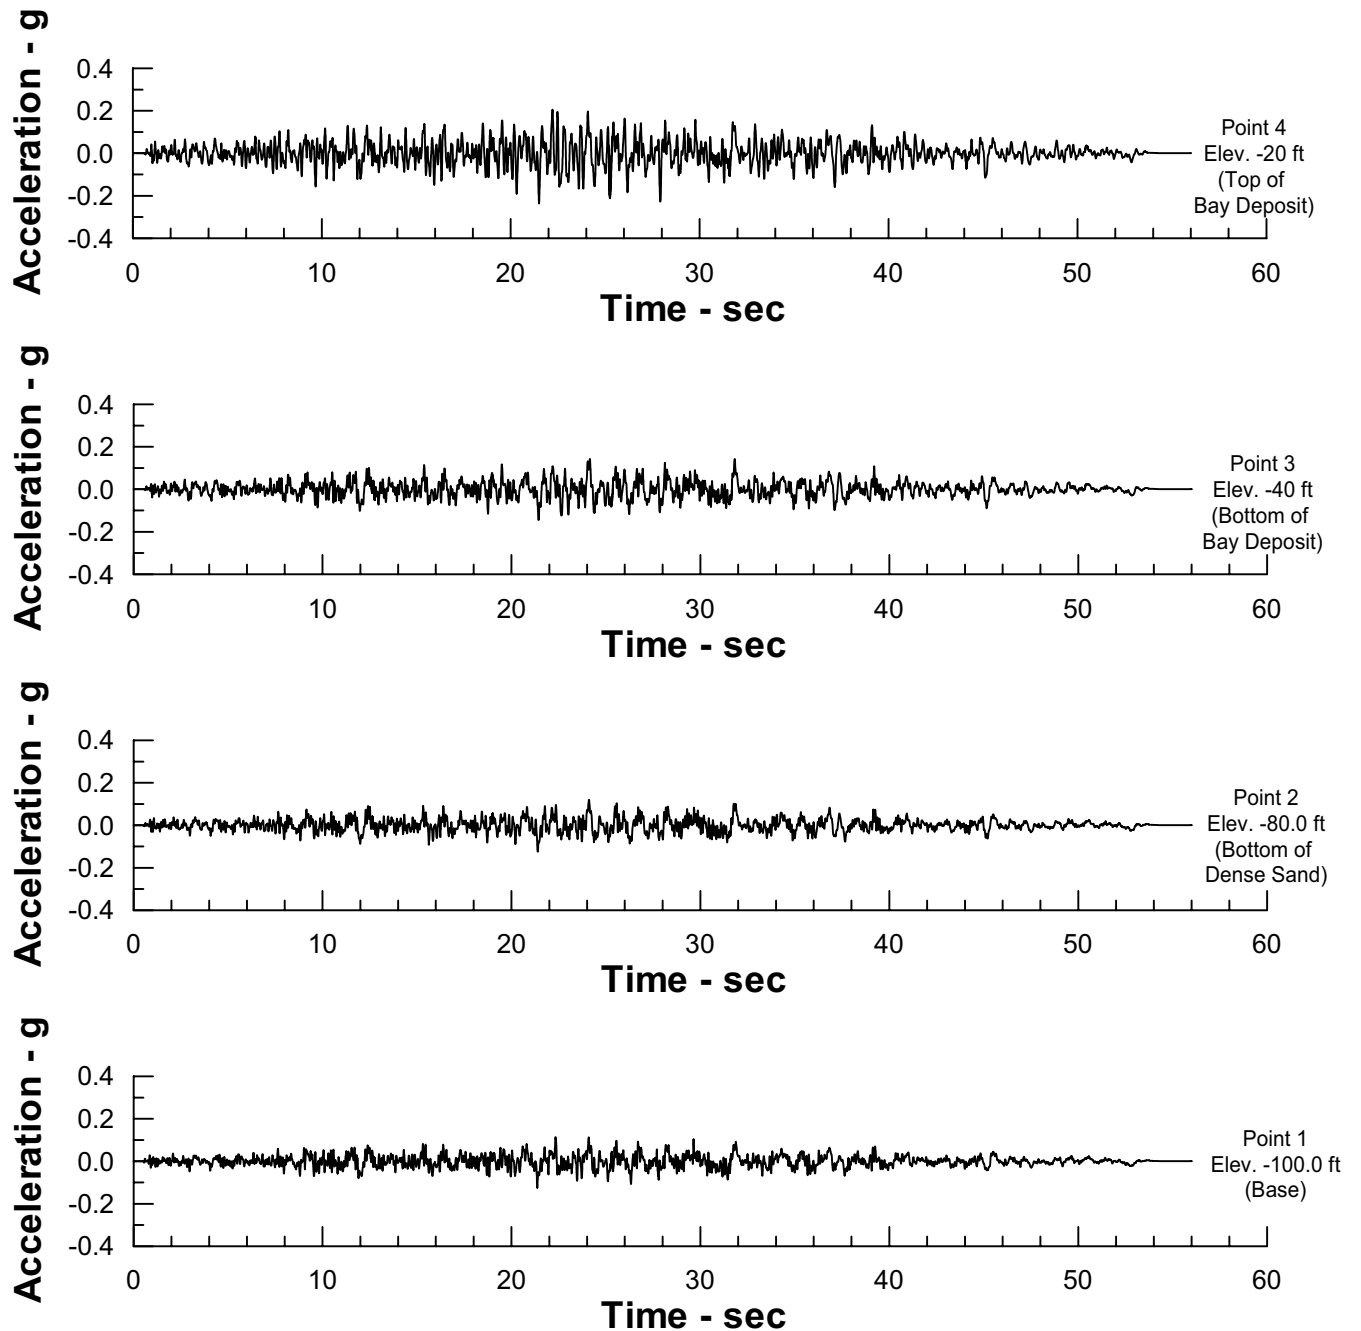 Acceleration - g
0.4
0.2
0.0
-0.2
-0.4
0 10 20 30 40 50 60
Time - sec
Point 4
Elev. -20 ft
(Top of
Bay Deposit)
Acceleration - g
0.4
0.2
0.0
-0.2
-0.4
0 10 20 30 40 50 60
Time - sec
Point 3
Elev. -40 ft
(Bottom of
Bay Deposit)
Acceleration - g
0.4
0.2
0.0
-0.2
-0.4
0 10 20 30 40 50 60
Time - sec
Point 2
Elev. -80.0 ft
(Bottom of
Dense Sand)
Acceleration - g
0.4
0.2
0.0
-0.2
-0.4
0 10 20 30 40 50 60
Time - sec
Point 1
Elev. -100.0 ft
(Base)